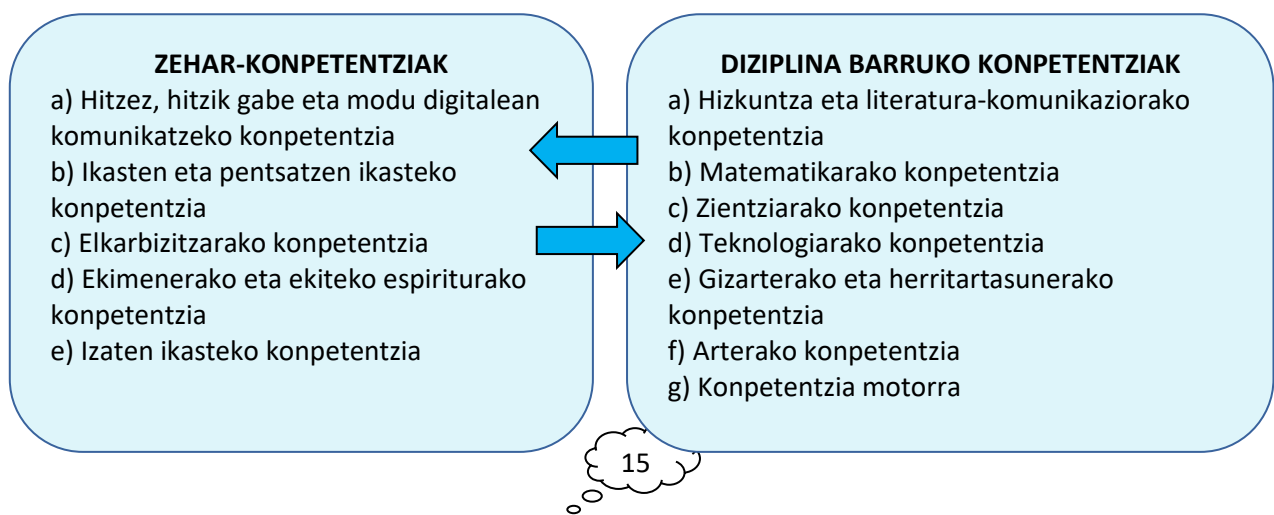 ZEHAR-KONPETENTZIAK
a) Hitzez, hitzik gabe eta modu digitalean
komunikatzeko konpetentzia
b) Ikasten eta pentsatzen ikasteko
konpetentzia
c) Elkarbizitzarako konpetentzia
d) Ekimenerako eta ekiteko espiriturako
konpetentzia
e) Izaten ikasteko konpetentzia
DIZIPLINA BARRUKO KONPETENTZIAK
a) Hizkuntza eta literatura-komunikaziorako
konpetentzia
b) Matematikarako konpetentzia
c) Zientziarako konpetentzia
d) Teknologiarako konpetentzia
e) Gizarterako eta herritartasunerako
konpetentzia
f) Arterako konpetentzia
g) Konpetentzia motorra
15